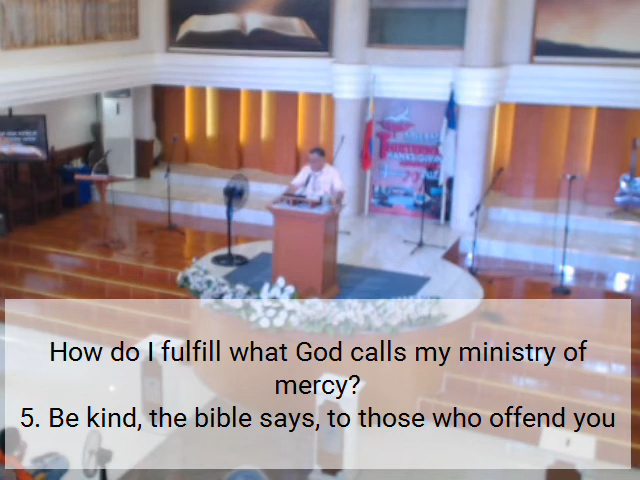 How do I fulfill what God calls my ministry of
mercy?
5. Be kind, the bible says, to those who offend you